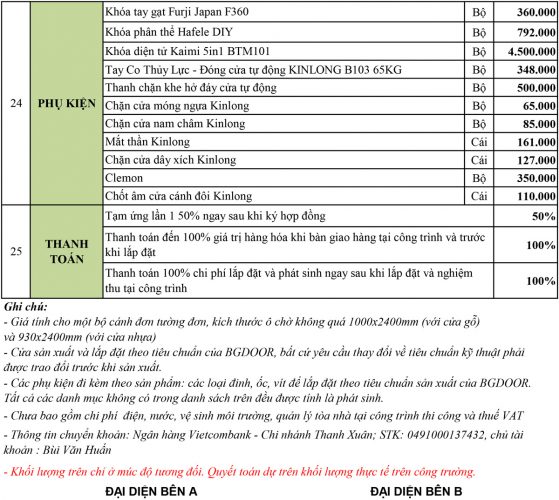 Khóa tay gạt Furji Japan F360 Bộ 360.000
Khóa phân thể Hafele DIY Bộ 792.000
Khóa diện tử Kaimi 5in1 BTM101 Bộ 4.500.000
Tay Co Thủy Lực - Đóng cửa tự động KINLONG B103 65KG Bộ 348.000
Thanh chặn khe hở đáy cửa tự động Bộ 500.000
24 PHỤ KIỆN Chặn cửa móng ngựa Kinlong Bộ 65.000
Chặn cửa nam châm Kinlong Bộ 85.000
Mắt thần Kinlong Cái 161.000
Chặn cửa dây xích Kinlong Cái 127.000
Clemon Bộ 350.000
Chốt âm cửa cánh đôi Kinlong Cái 110.000
Tạm ứng lần 1 50% ngay sau khi ký hợp đồng 50%
25 THANH TOÁN
Thanh toán đến 100% giá trị hàng hóa khi bàn giao hàng tại công trình và trước
khi lắp đặt 100%
Thanh toán 100% chi phí lắp đặt và phát sinh ngay sau khi lắp đặt và nghiệm
thu tại công trình 100%
Ghi chú:
- Giá tính cho một bộ cánh đơn tường đơn, kích thước ô chờ không quá 1000x2400mm (với cửa gỗ)
và 930x2400mm (với cửa nhựa)
- Cửa sản xuất và lắp đặt theo tiêu chuẩn của BGDOOR, bất cứ yêu cầu thay đổi về tiêu chuẩn kỹ thuật phải
được trao đổi trước khi sản xuất.
- Các phụ kiện đi kèm theo sản phẩm: các loại đinh, ốc, vít để lắp đặt theo tiêu chuẩn sản xuất của BGDOOR.
Tất cả các danh mục không có trong danh sách trên đều được tính là phát sinh.
- Chưa bao gồm chi phí điện, nước, vệ sinh môi trường, quản lý tòa nhà tại công trình thi công và thuế VAT
- Thông tin chuyển khoản: Ngân hàng Vietcombank - Chi nhánh Thanh Xuân; STK: 0491000137432, chủ tài
khoản : Bùi Văn Huấn
- Khối lượng trên chỉ ở múc độ tương đối. Quyết toán dự trên khối lượng thực tế trên công trường.
ĐẠI DIỆN BÊN A ĐẠI DIỆN BÊN B